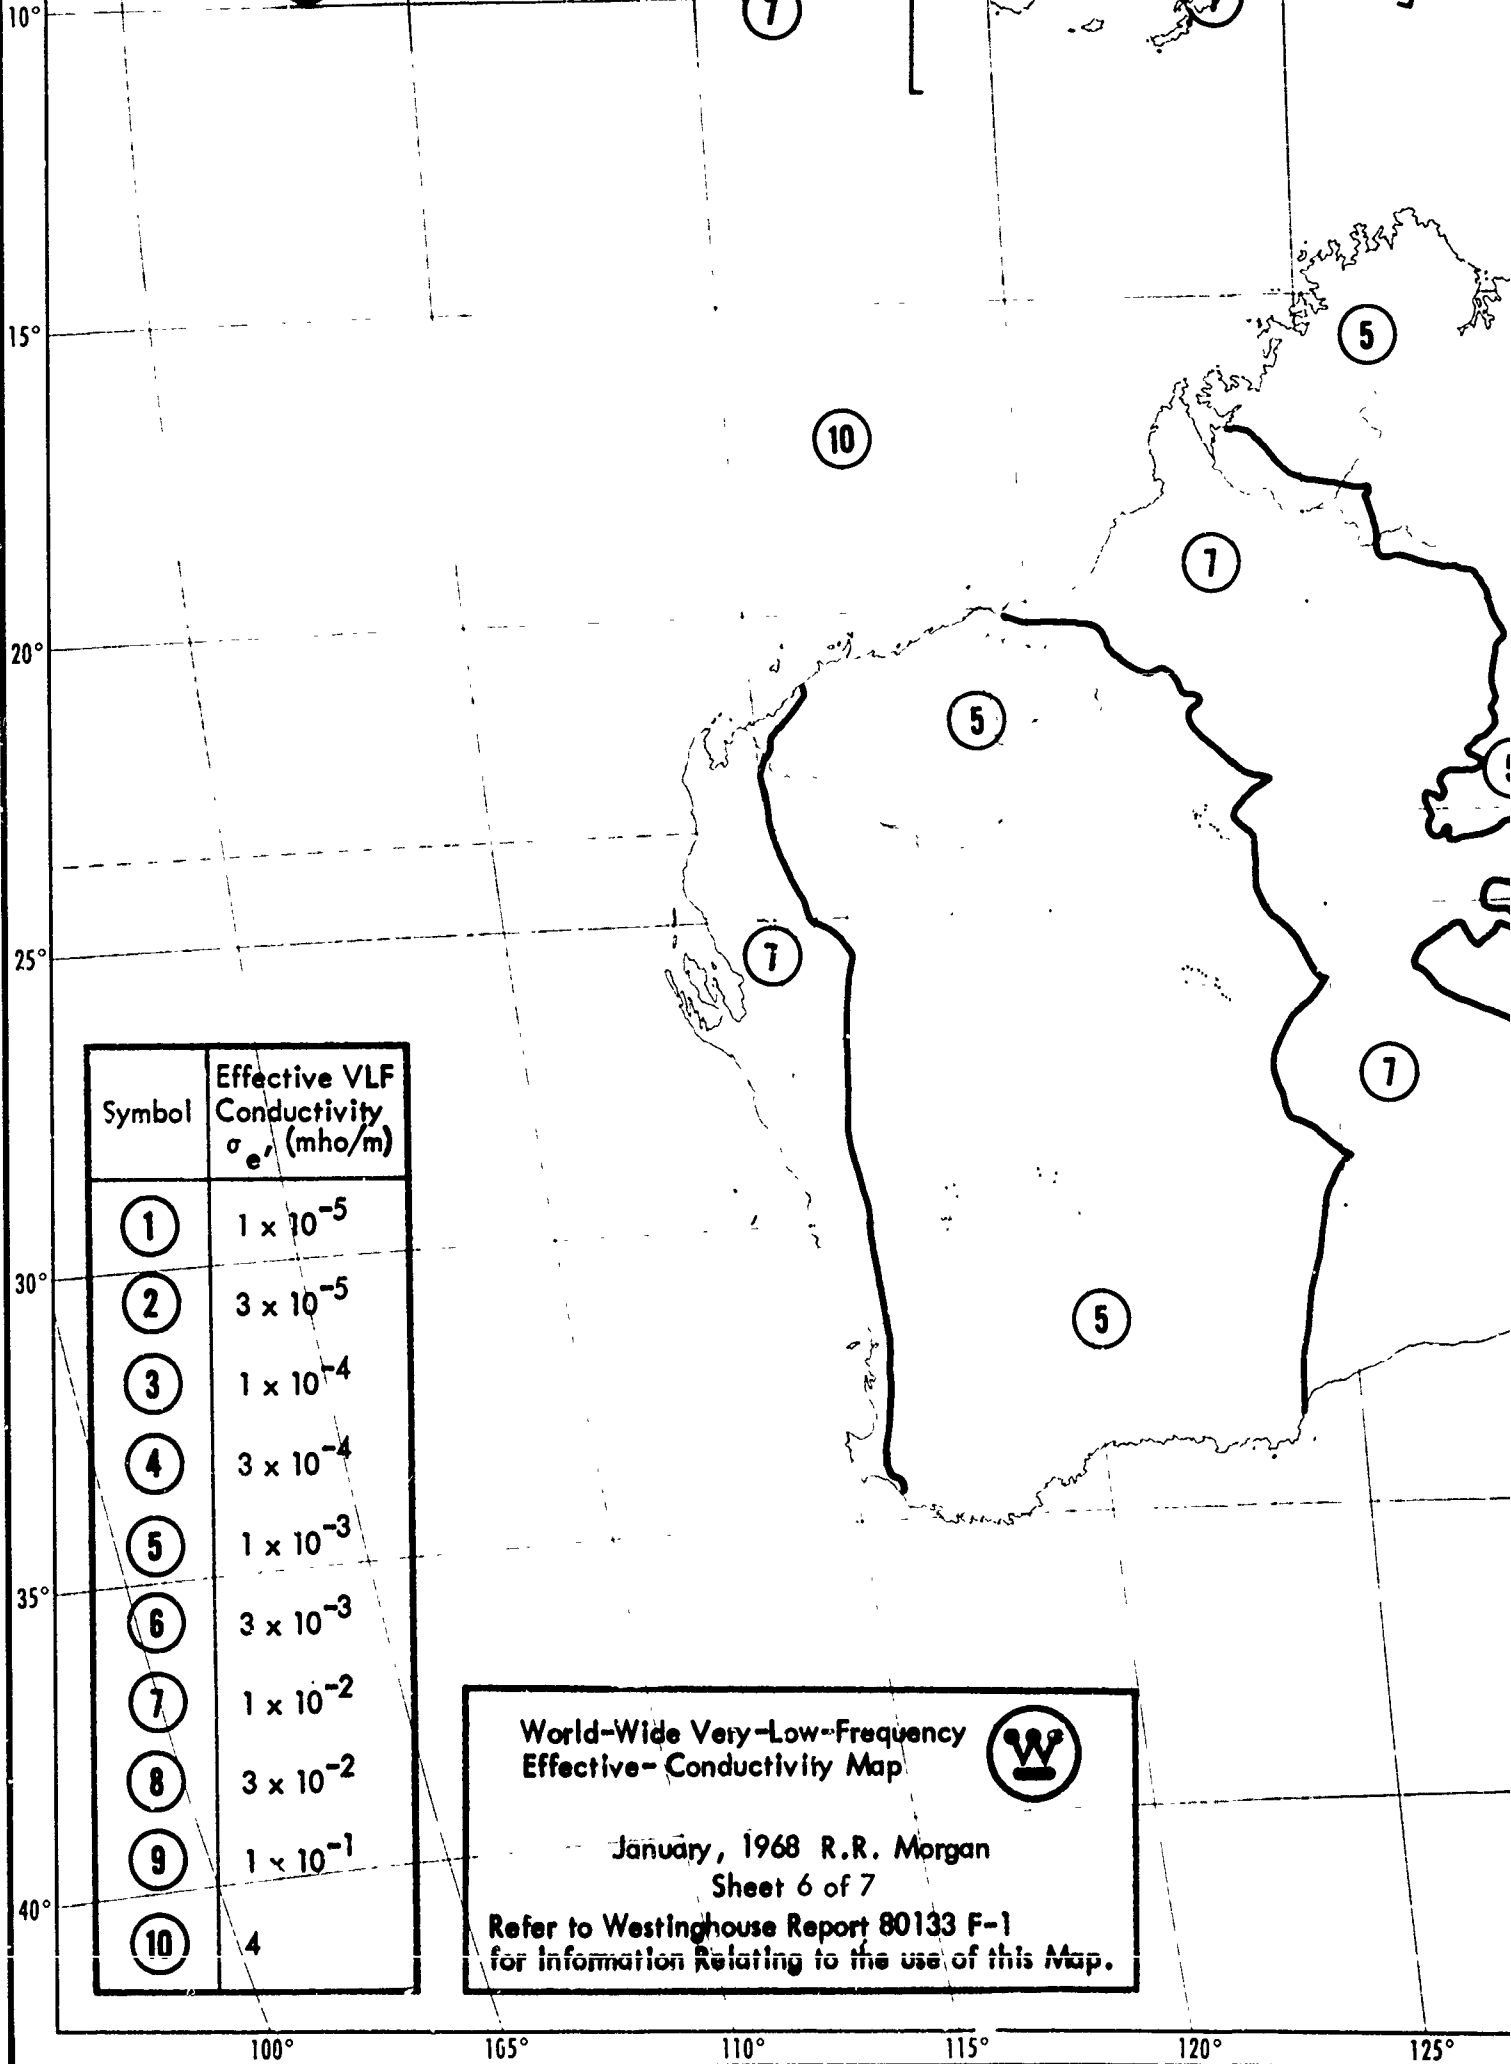 10°
7
7
15°
5
10
7
20°
5
5
25°
7
7
Symbol
Effective VLF
Conductivity
σe, (mho/m)
1 1 x 10-5
30°
2 3 x 10-5
5
3 1 x 10-4
4 3 x 10-4
5 1 x 10-3
35°
6 3 x 10-3
7 1 x 10-2
8 3 x 10-2
9 1 x 10-1
40°
10 4
World-Wide Very-Low-Frequency
Effective- Conductivity Map
W
January, 1968 R.R. Morgan
Sheet 6 of 7
Refer to Westinghouse Report 80133 F-1
for Information Relating to the use of this Map.
100° 105° 110° 115° 120° 125°